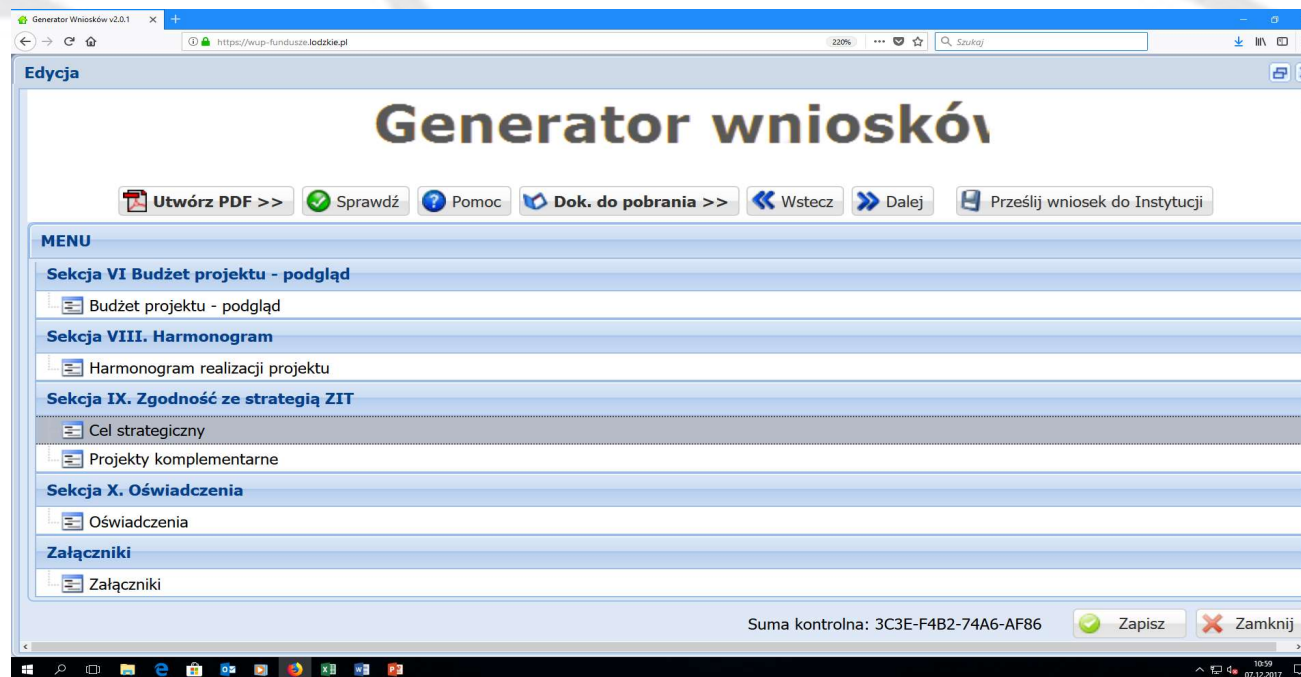 Generator Wniosków v2.0.1
https://wup-fundusze.lodzkie.pl
220%
Szukaj
Edycja
Generator wniosków
Utwórz PDF >> Sprawdź Pomoc Dok. do pobrania >> Wstecz Dalej Prześlij wniosek do Instytucji
MENU
Sekcja VI Budżet projektu - podgląd
Budżet projektu - podgląd
Sekcja VIII. Harmonogram
Harmonogram realizacji projektu
Sekcja IX. Zgodność ze strategią ZIT
Cel strategiczny
Projekty komplementarne
Sekcja X. Oświadczenia
Oświadczenia
Załączniki
Załączniki
Suma kontrolna: 3C3E-F4B2-74A6-AF86 Zapisz Zamknij
10:59
07.12.2017